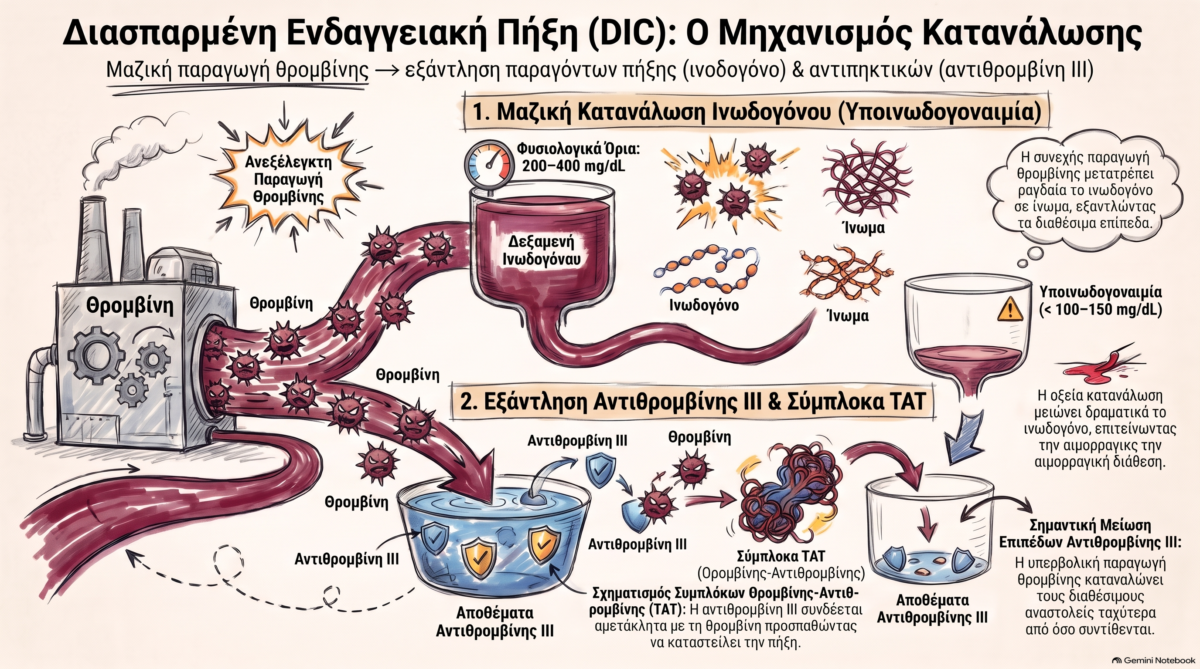 Διασπαρμένη Ενδαγγειακή Πήξη (DIC): Ο Μηχανισμός Κατανάλωσης
Μαζική παραγωγή θρομβίνης → εξάντληση παραγόντων πήξης (ινοδογόνο) & αντιπηκτικών (αντιθρομβίνη III)
Ανεξέλεγκτη
Παραγωγή
Θρομβίνης
Θρομβίνη
Θρομβίνη
Θρομβίνη
Θρομβίνη
1. Μαζική Κατανάλωση Ινωδογόνου (Υποινωδογοναιμία)
Φυσιολογικά Όρια:
200–400 mg/dL
Δεξαμενή
Ινωδογόναυ
Ίνωμα
Ινωδογόνο
Ίνωμα
Η συνεχής παραγωγή
θρομβίνης μετατρέπει
ραγδαία το ινωδογόνο
σε ίνωμα, εξαντλώντας
τα διαθέσιμα επίπεδα.
Υποινωδογοναιμία
(< 100–150 mg/dL)
Η οξεία κατανάλωση
μειώνει δραματικά το
ινωδογόνο, επιτείνωντας
την αιμορραγικς την
αιμορραγική διάθεση.
2. Εξάντληση Αντιθρομβίνης III & Σύμπλοκα TAT
Αντιθρομβίνη III
Θρομβίνη
Αντιθρομβίνη III
Αντιθρομβίνη III
Αποθέματα
Αντιθρομβίνης III
Σύμπλοκα TAT
(Ορομβίνης-Αντιθρομβίνης)
Σχηματισμός Συμπλόκων Θρομβίνης-Αντιθ-
ρομβίνης (TAT): Η αντιθρομβίνη III συνδέεται
αμετάκλητα με τη θρομβίνη προσπαθώντας
να καταστείλει την πήξη.
Αποθέματα
Αντιθρομβίνης III
Σημαντική Μείωση
Επιπέδων Αντιθρομβίνης III:
Η υπερβολική παραγωγή
θρομβίνης καταναλώνει
τους διαθέσιμους
αναστολείς ταχύτερα
από όσο συντίθενται.
Gemini Notebook